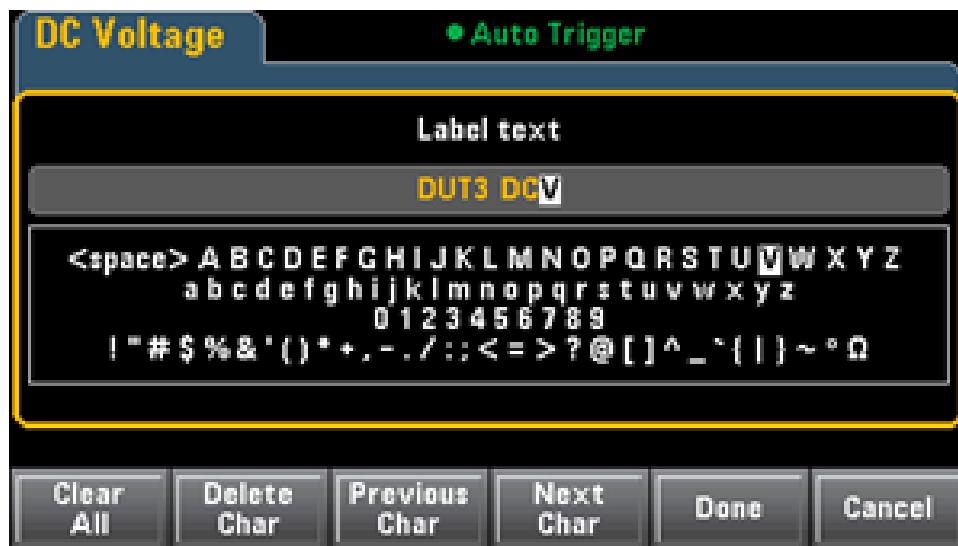 DC Voltage
● Auto Trigger
Label text
DUT3 DCV
<space> A B C D E F G H I J K L M N O P Q R S T U V W X Y Z
a b c d e f g h i j k l m n o p q r s t u v w x y z
0 1 2 3 4 5 6 7 8 9
! " # $ % & ' ( ) * + , - . / : ; < = > ? @ [ ] ^ _ ` { | } ~ ° Ω
Clear All
Delete Char
Previous Char
Next Char
Done
Cancel